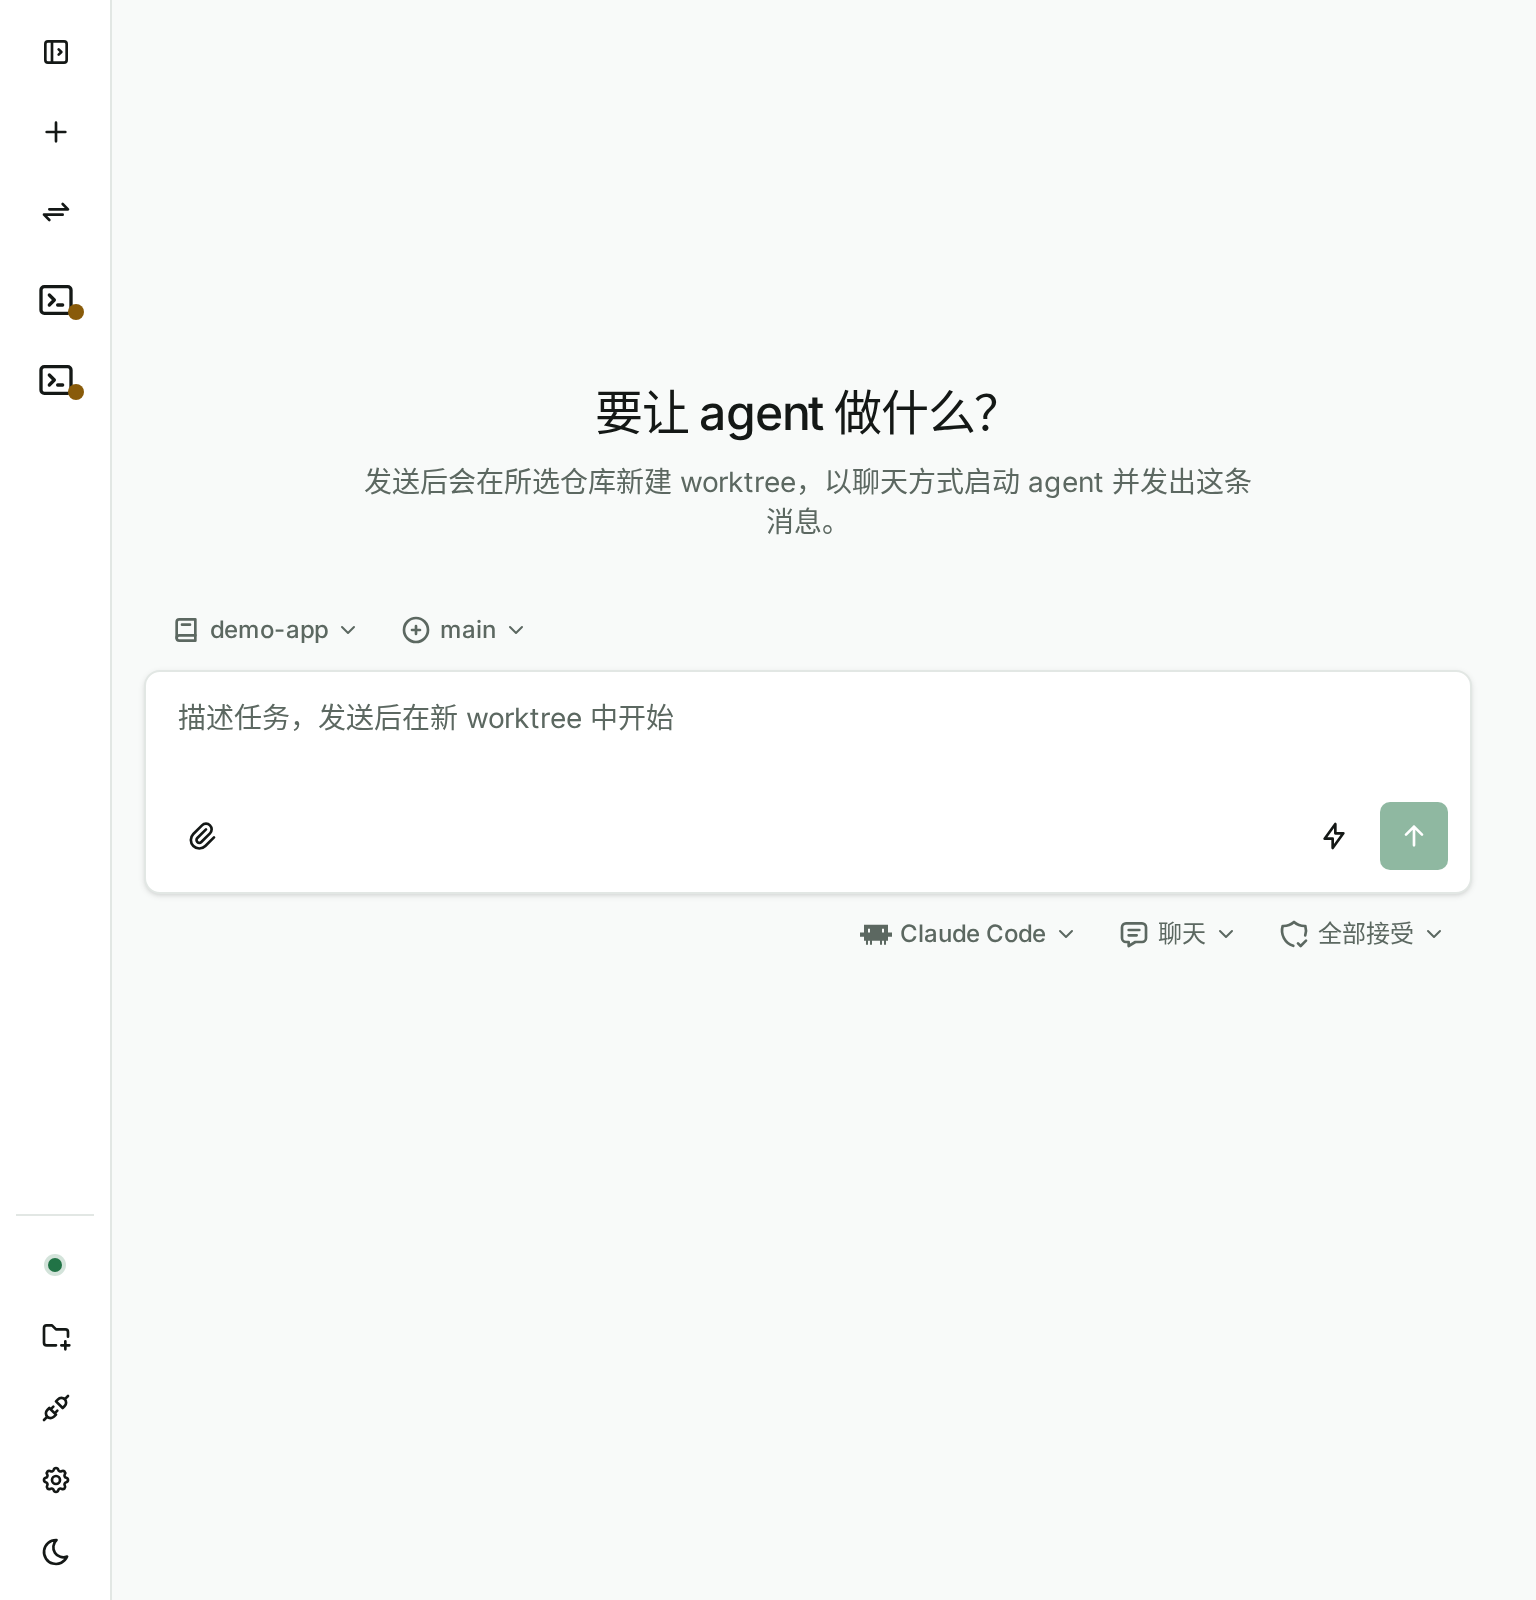 要让 agent 做什么？
发送后会在所选仓库新建 worktree，以聊天方式启动 agent 并发出这条
消息。
demo-app
main
描述任务，发送后在新 worktree 中开始
Claude Code
聊天
全部接受